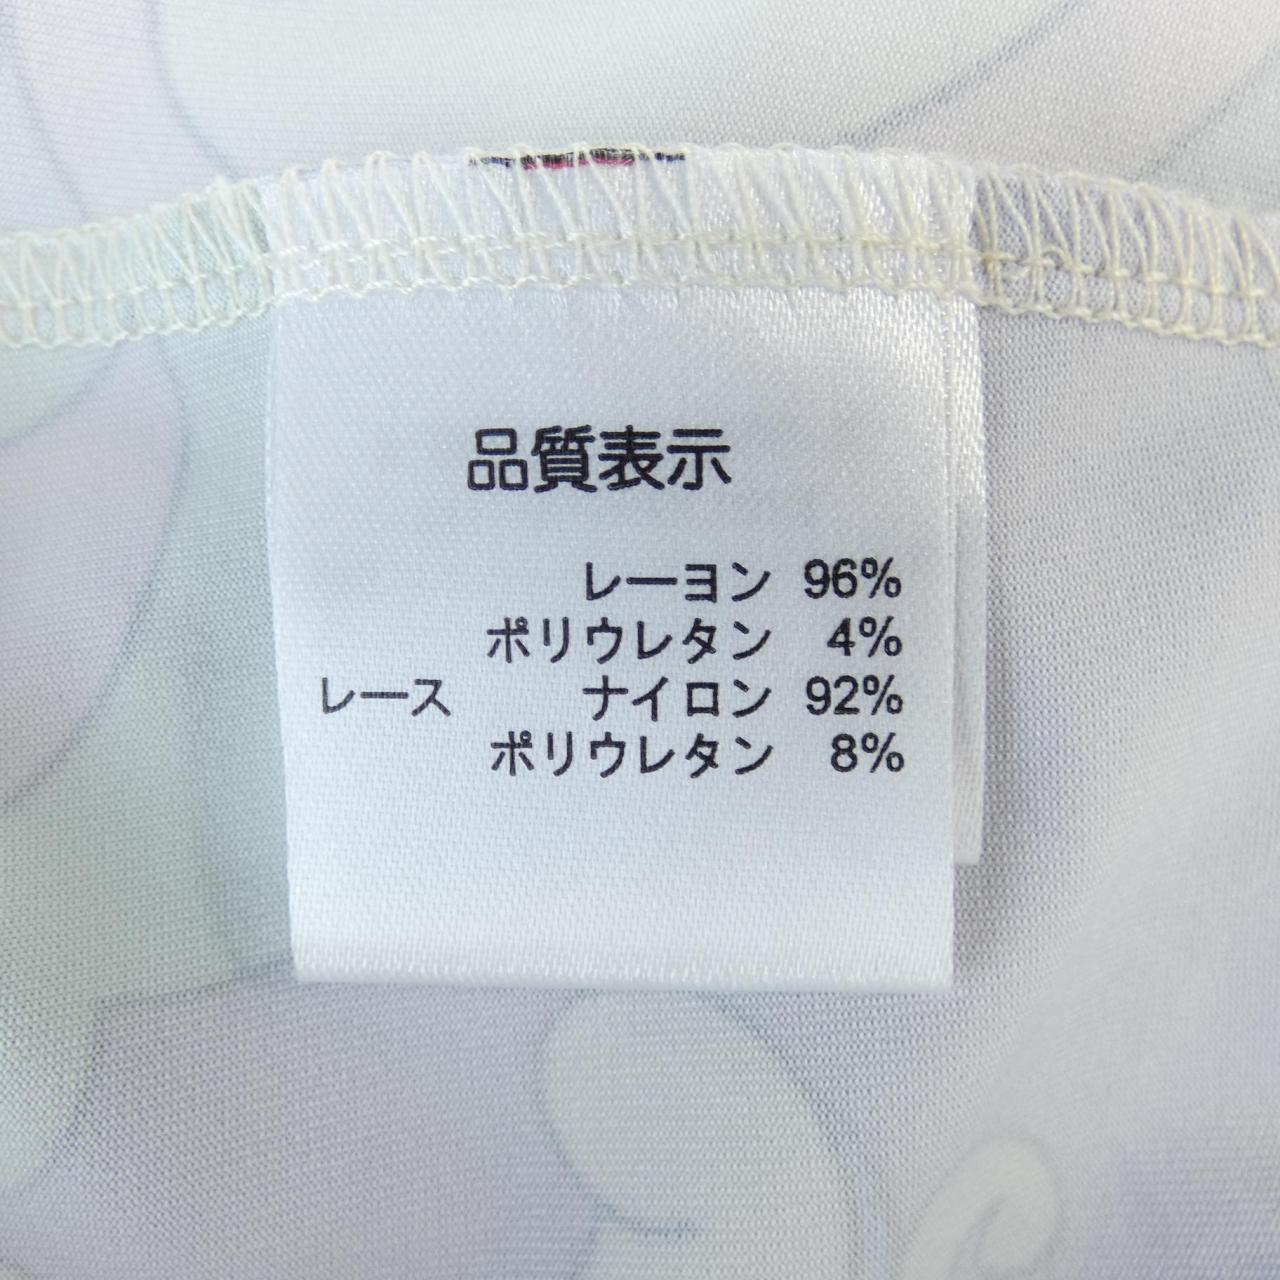 品質表示
レーヨン 96%
ポリウレタン 4%
レース ナイロン 92%
ポリウレタン 8%